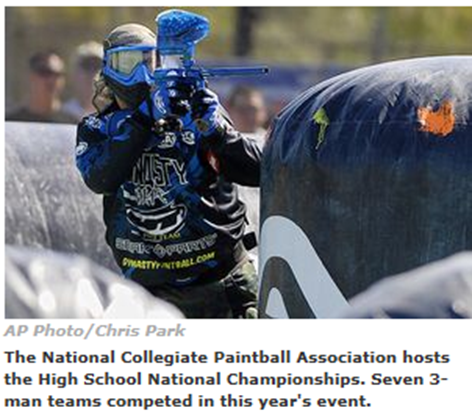 DYNASTY
DYNASTYPAINTBALL.COM
AP Photo/Chris Park
The National Collegiate Paintball Association hosts
the High School National Championships. Seven 3-
man teams competed in this year's event.